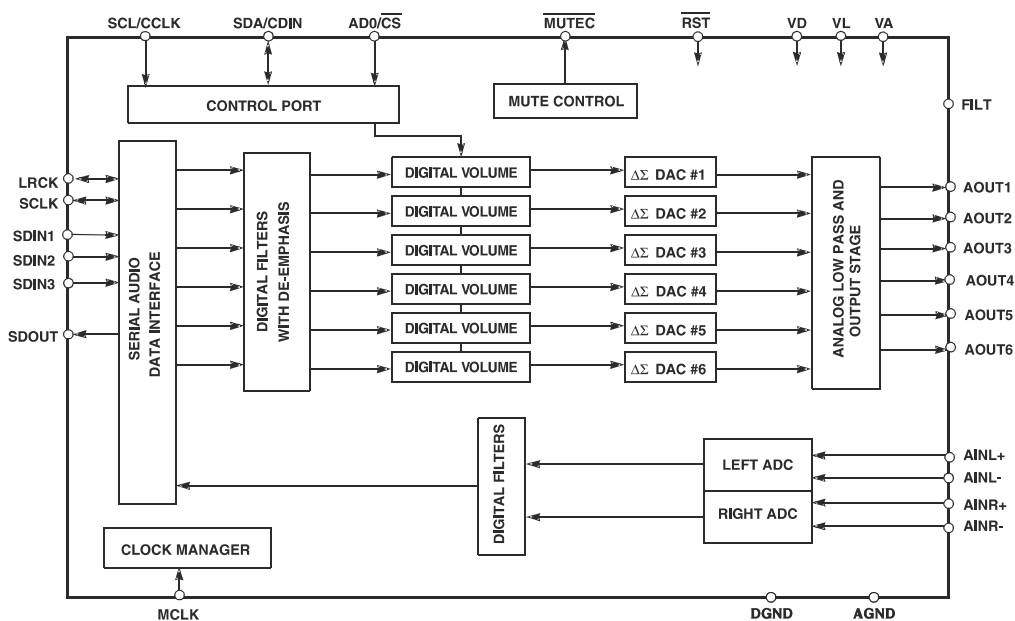 SCL/CCLK SDA/CDIN AD0/CS MUTEC RST VD VL VA
CONTROL PORT
MUTE CONTROL
FILT
LRCK
SCLK
SDIN1
SDIN2
SDIN3
SDOUT
SERIAL AUDIO
DATA INTERFACE
DIGITAL FILTERS
WITH DE-EMPHASIS
DIGITAL VOLUME
DIGITAL VOLUME
DIGITAL VOLUME
DIGITAL VOLUME
DIGITAL VOLUME
DIGITAL VOLUME
ΔΣ DAC #1
ΔΣ DAC #2
ΔΣ DAC #3
ΔΣ DAC #4
ΔΣ DAC #5
ΔΣ DAC #6
ANALOG LOW PASS AND
OUTPUT STAGE
AOUT1
AOUT2
AOUT3
AOUT4
AOUT5
AOUT6
DIGITAL FILTERS
LEFT ADC
RIGHT ADC
AINL+
AINL-
AINR+
AINR-
CLOCK MANAGER
MCLK
DGND
AGND